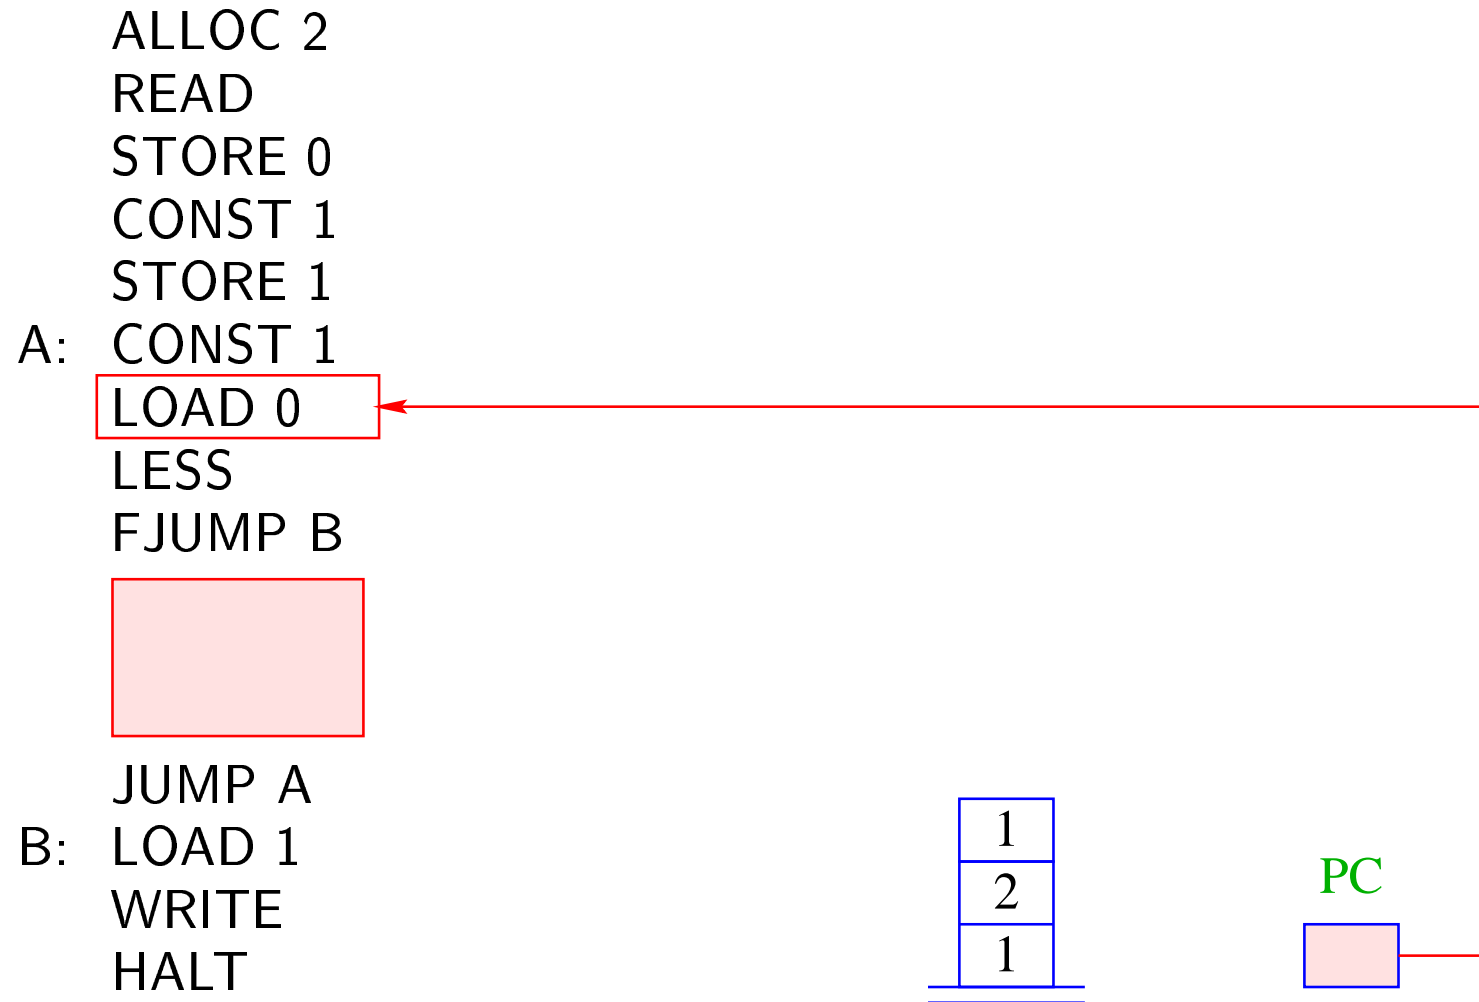 ALLOC 2
READ
STORE 0
CONST 1
STORE 1
A: CONST 1
LOAD 0
LESS
FJUMP B
JUMP A
B: LOAD 1
WRITE
HALT
1
2
1
PC